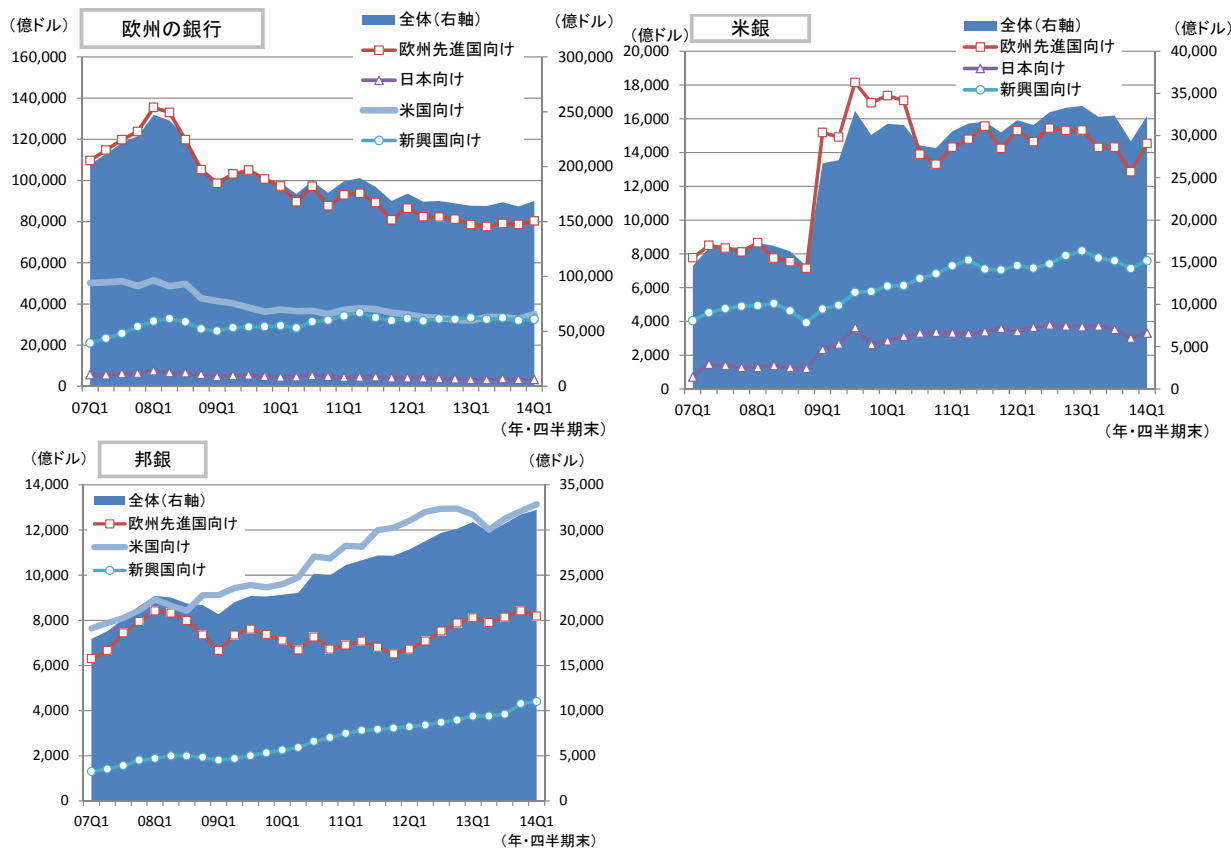 (億ドル)
欧州の銀行
(億ドル)
全体(右軸)
欧州先進国向け
日本向け
米国向け
新興国向け
160,000
140,000
120,000
100,000
80,000
60,000
40,000
20,000
0
300,000
250,000
200,000
150,000
100,000
50,000
0
07Q1
08Q1
09Q1
10Q1
11Q1
12Q1
13Q1
14Q1
(年・四半期末)
(億ドル)
米銀
(億ドル)
全体(右軸)
欧州先進国向け
日本向け
新興国向け
20,000
18,000
16,000
14,000
12,000
10,000
8,000
6,000
4,000
2,000
0
40,000
35,000
30,000
25,000
20,000
15,000
10,000
5,000
0
07Q1
08Q1
09Q1
10Q1
11Q1
12Q1
13Q1
14Q1
(年・四半期末)
(億ドル)
邦銀
(億ドル)
全体(右軸)
欧州先進国向け
米国向け
新興国向け
14,000
12,000
10,000
8,000
6,000
4,000
2,000
0
35,000
30,000
25,000
20,000
15,000
10,000
5,000
0
07Q1
08Q1
09Q1
10Q1
11Q1
12Q1
13Q1
14Q1
(年・四半期末)